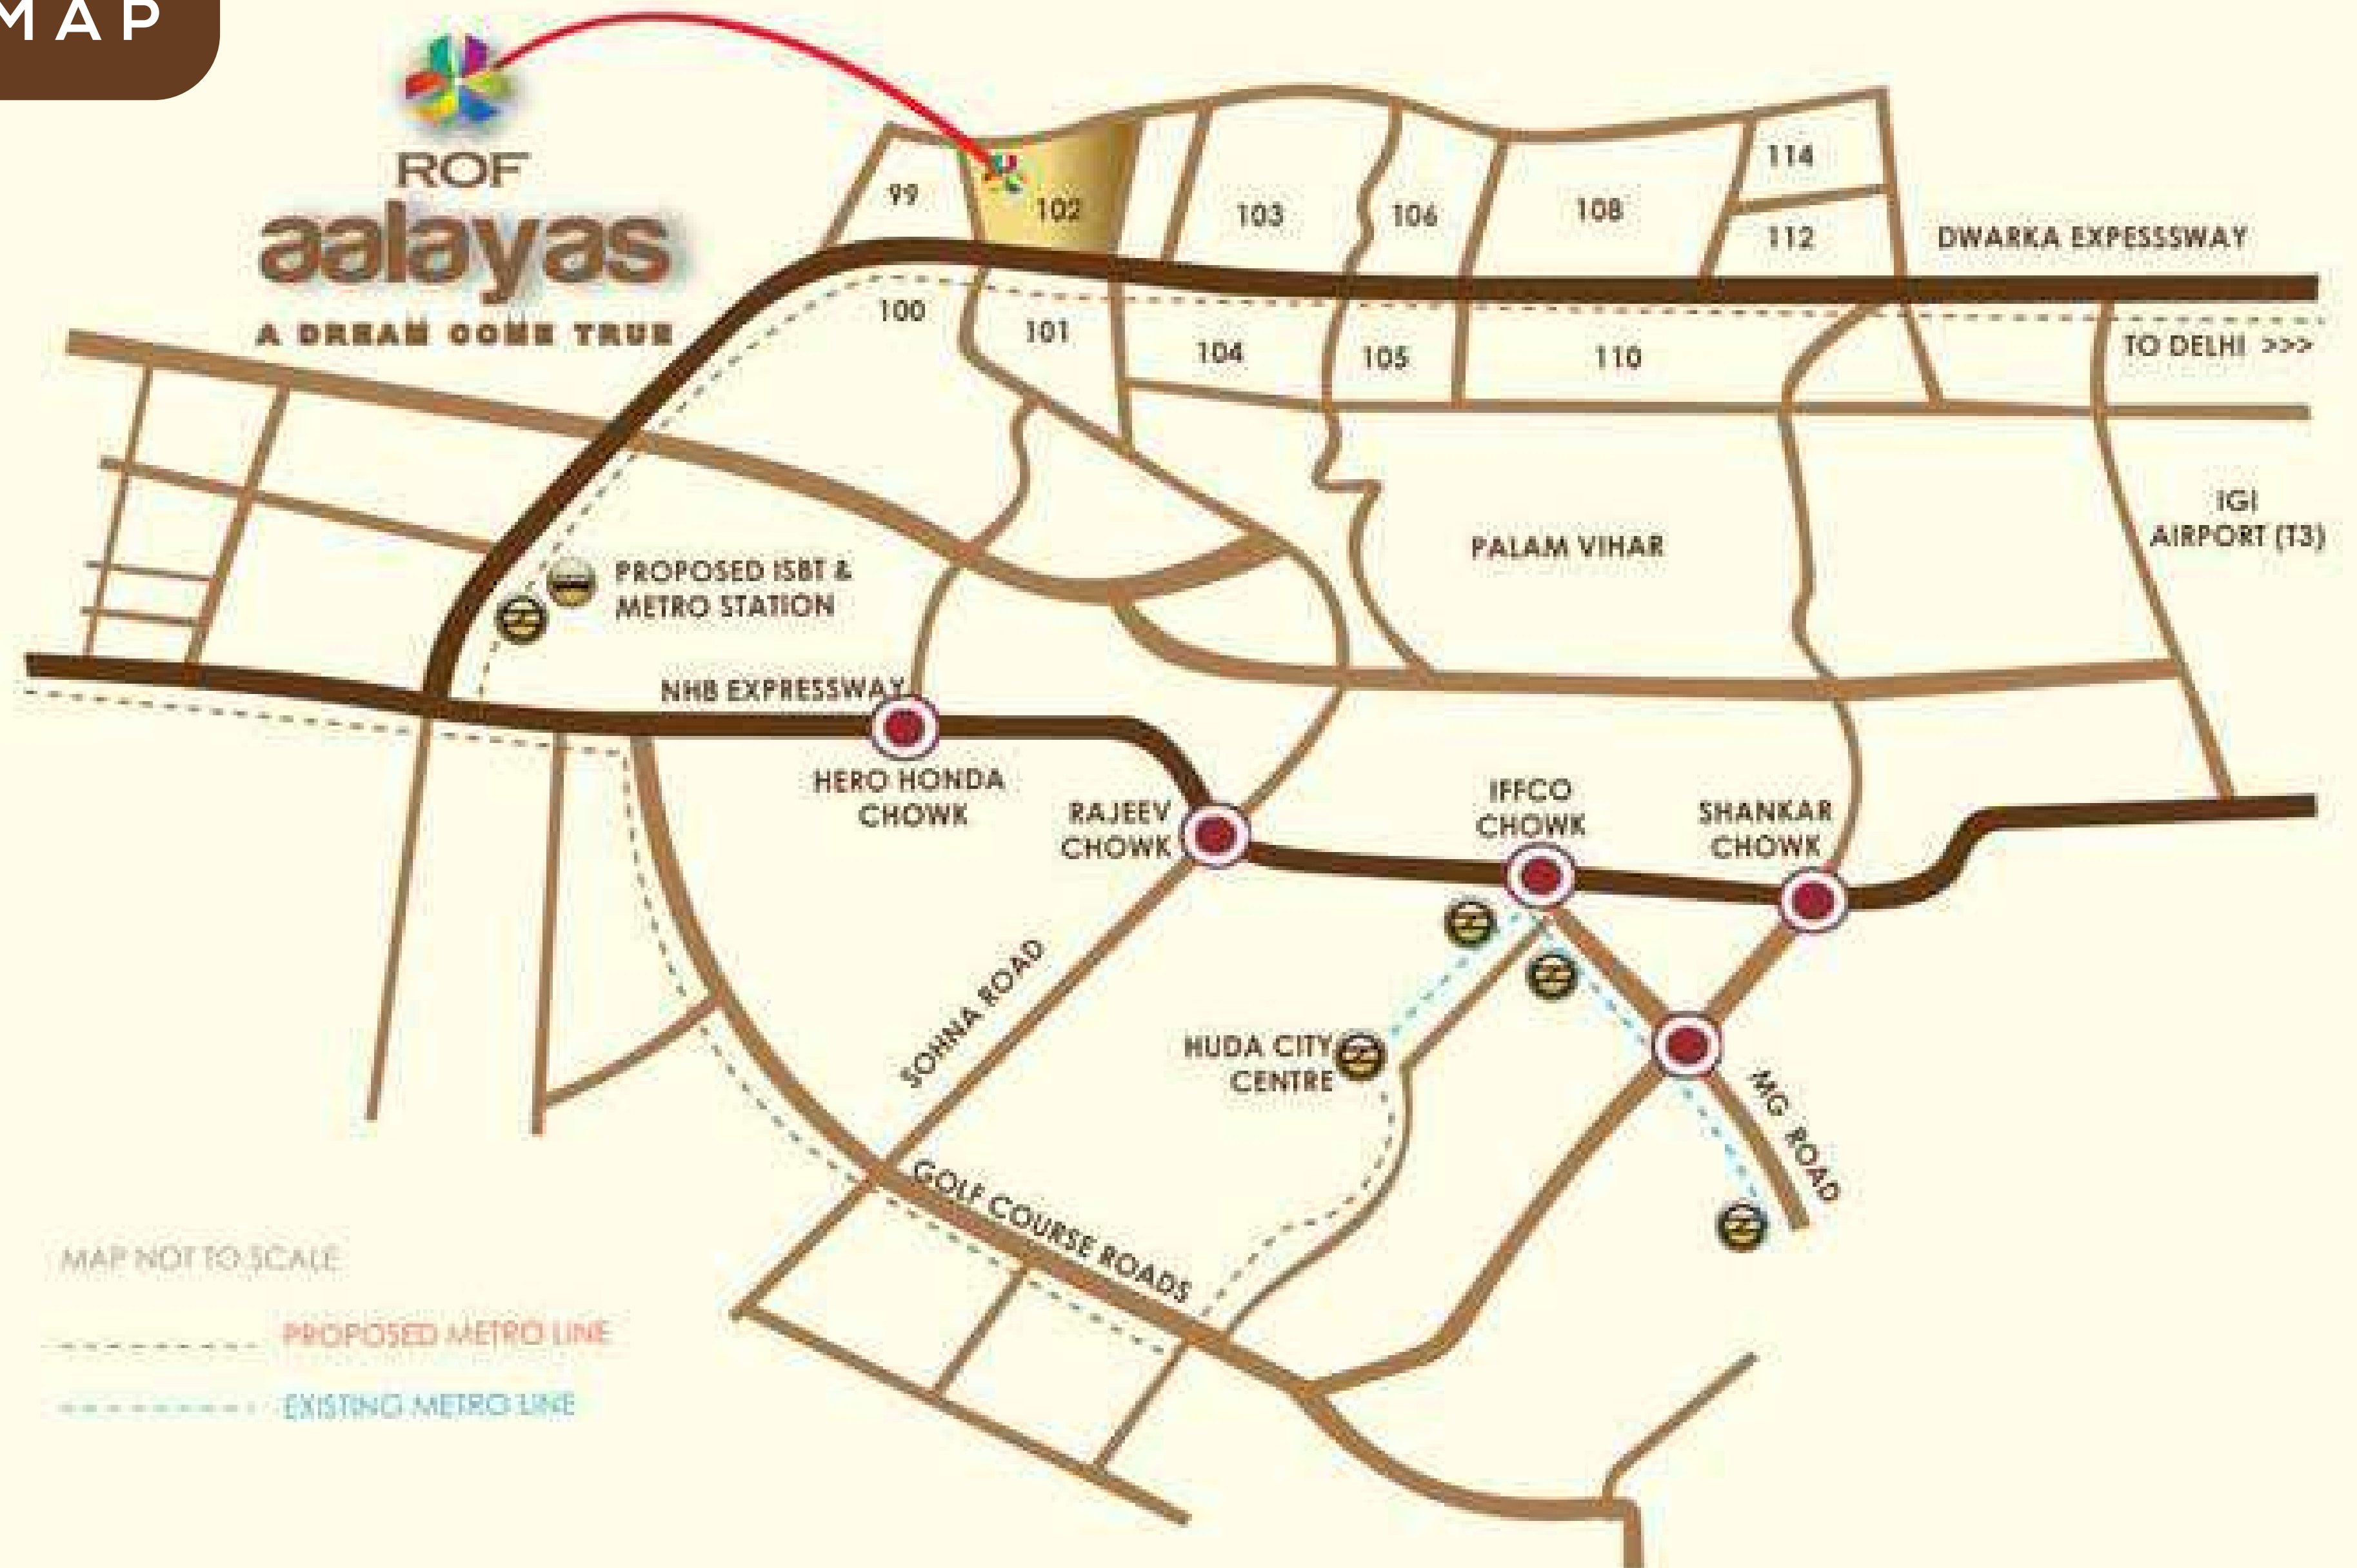 MAP
ROF
aalayas
A DREAM COME TRUE
99
102
103
106
108
114
112
DWARKA EXPESSSWAY
100
101
104
105
110
TO DELHI >>>
IGI
AIRPORT (T3)
PALAM VIHAR
PROPOSED ISBT &
METRO STATION
NHB EXPRESSWAY
HERO HONDA
CHOWK
RAJEEV
CHOWK
IFFCO
CHOWK
SHANKAR
CHOWK
SOHNA ROAD
HUDA CITY
CENTRE
MG ROAD
GOLF COURSE ROADS
MAP NOT TO SCALE
PROPOSED METRO LINE
EXISTING METRO LINE